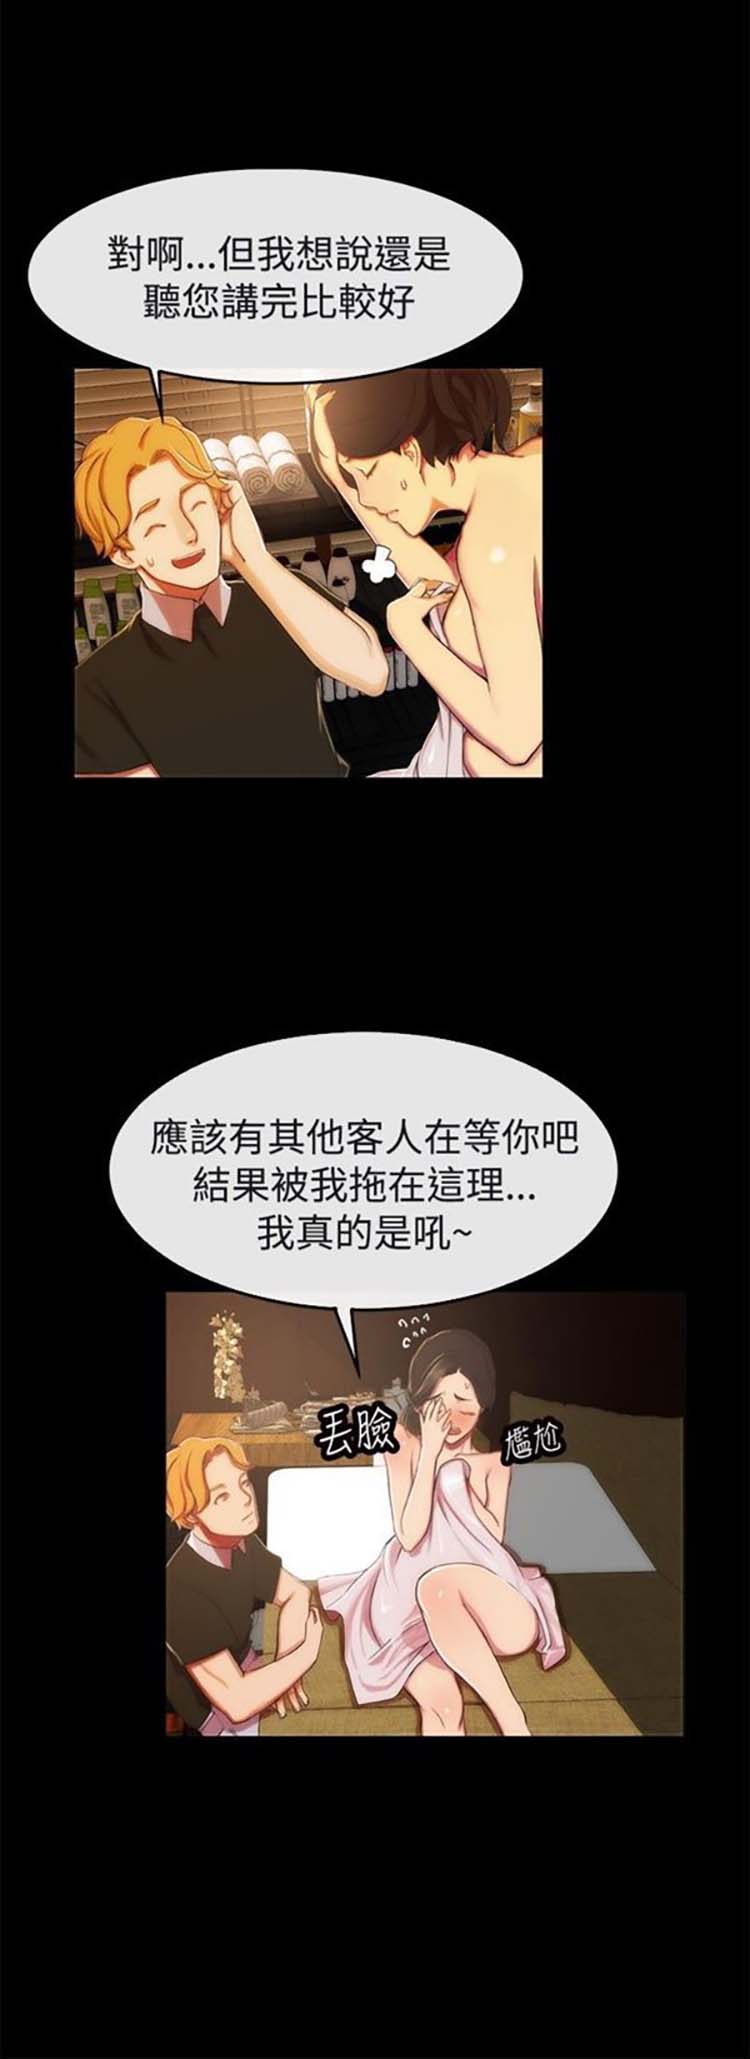 對啊...但我想說還是
聽您講完比較好
應該有其他客人在等你吧
結果被我拖在這理...
我真的是吼~
丟臉
尷尬